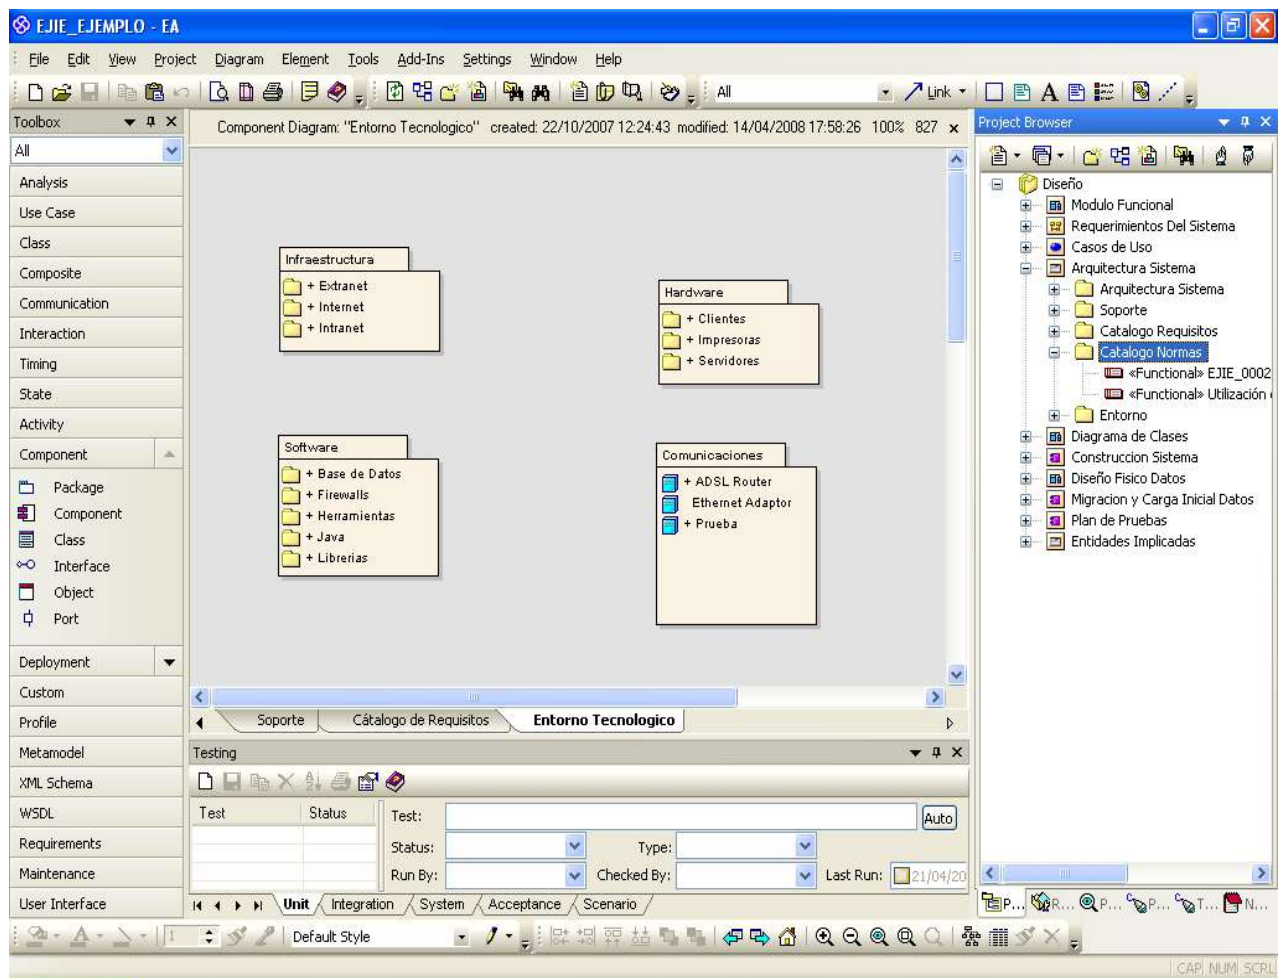 EJIE_EJEMPLO - EA
File Edit View Project Diagram Element Tools Add-Ins Settings Window Help
All
Link
Toolbox
All
Analysis
Use Case
Class
Composite
Communication
Interaction
Timing
State
Activity
Component
Package
Component
Class
Interface
Object
Port
Deployment
Custom
Profile
Metamodel
XML Schema
WSDL
Requirements
Maintenance
User Interface
Component Diagram: "Entorno Tecnologico" created: 22/10/2007 12:24:43 modified: 14/04/2008 17:58:26 100% 827
Infraestructura
+ Extranet
+ Internet
+ Intranet
Hardware
+ Clientes
+ Impresoras
+ Servidores
Software
+ Base de Datos
+ Firewalls
+ Herramientas
+ Java
+ Librerias
Comunicaciones
+ ADSL Router
Ethernet Adaptor
+ Prueba
Soporte Cátalogo de Requisitos Entorno Tecnologico
Testing
Test Status
Test:
Auto
Status:
Type:
Run By:
Checked By:
Last Run: 21/04/20
Unit Integration System Acceptance Scenario
Project Browser
Diseño
Modulo Funcional
Requerimientos Del Sistema
Casos de Uso
Arquitectura Sistema
Arquitectura Sistema
Soporte
Catalogo Requisitos
Catalogo Normas
«Functional» EJIE_0002
«Functional» Utilización
Entorno
Diagrama de Clases
Construccion Sistema
Diseño Fisico Datos
Migracion y Carga Inicial Datos
Plan de Pruebas
Entidades Implicadas
P... R... P... P... T... N...
1
Default Style
CAP NUM SCRL